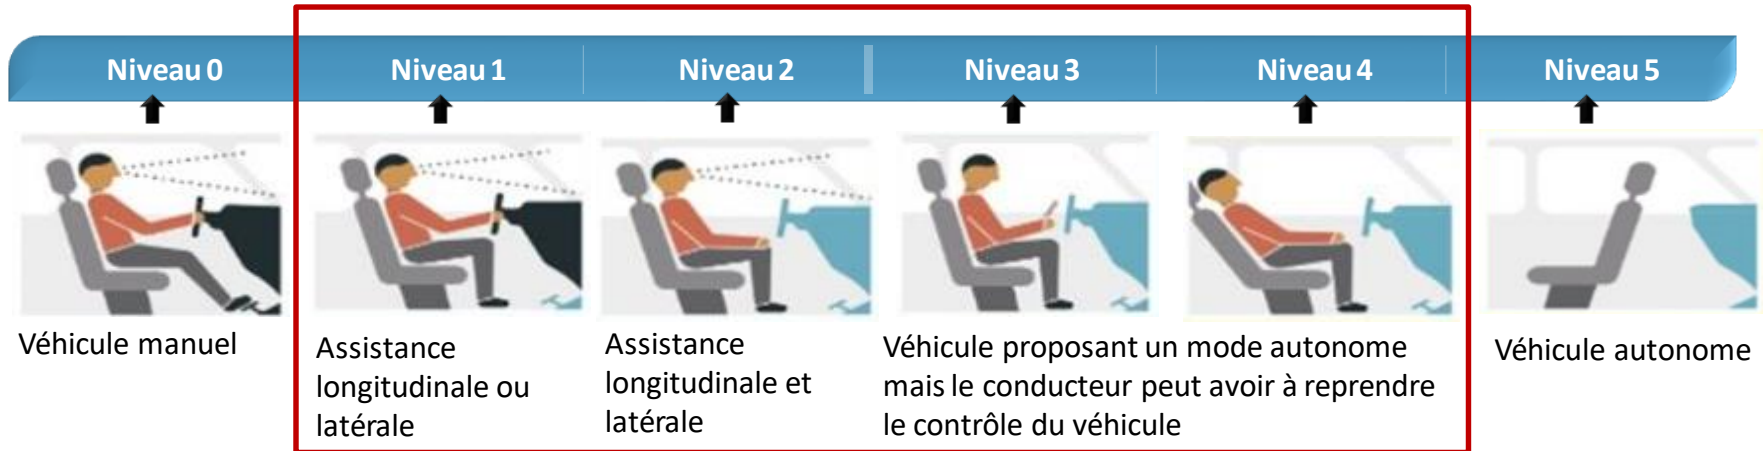 Niveau 0
Niveau 1
Niveau 2
Niveau 3
Niveau 4
Niveau 5
Véhicule manuel
Assistance
longitudinale ou
latérale
Assistance
longitudinale et
latérale
Véhicule proposant un mode autonome
mais le conducteur peut avoir à reprendre
le contrôle du véhicule
Véhicule autonome